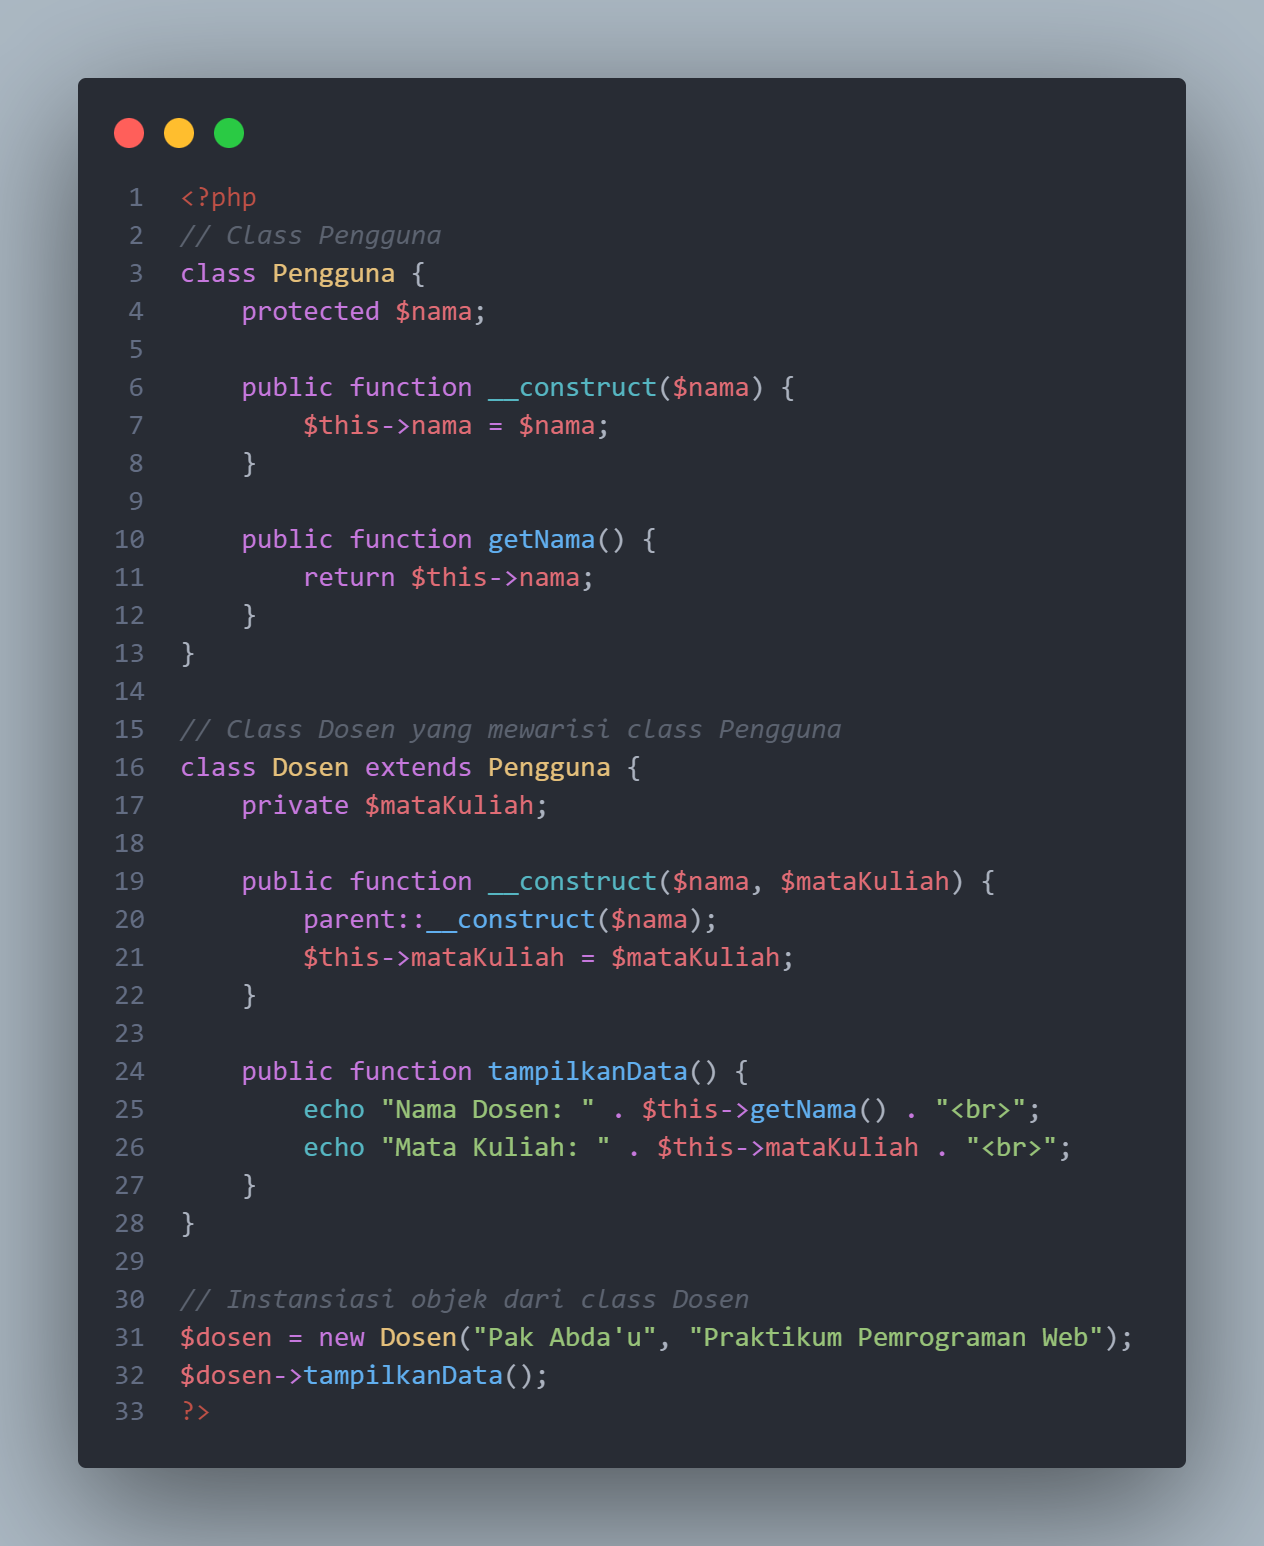 1 <?php
2 // Class Pengguna
3 class Pengguna {
4     protected $nama;
5
6     public function __construct($nama) {
7         $this->nama = $nama;
8     }
9
10     public function getNama() {
11         return $this->nama;
12     }
13 }
14
15 // Class Dosen yang mewarisi class Pengguna
16 class Dosen extends Pengguna {
17     private $mataKuliah;
18
19     public function __construct($nama, $mataKuliah) {
20         parent::__construct($nama);
21         $this->mataKuliah = $mataKuliah;
22     }
23
24     public function tampilkanData() {
25         echo "Nama Dosen: " . $this->getNama() . "<br>";
26         echo "Mata Kuliah: " . $this->mataKuliah . "<br>";
27     }
28 }
29
30 // Instansiasi objek dari class Dosen
31 $dosen = new Dosen("Pak Abda'u", "Praktikum Pemrograman Web");
32 $dosen->tampilkanData();
33 ?>